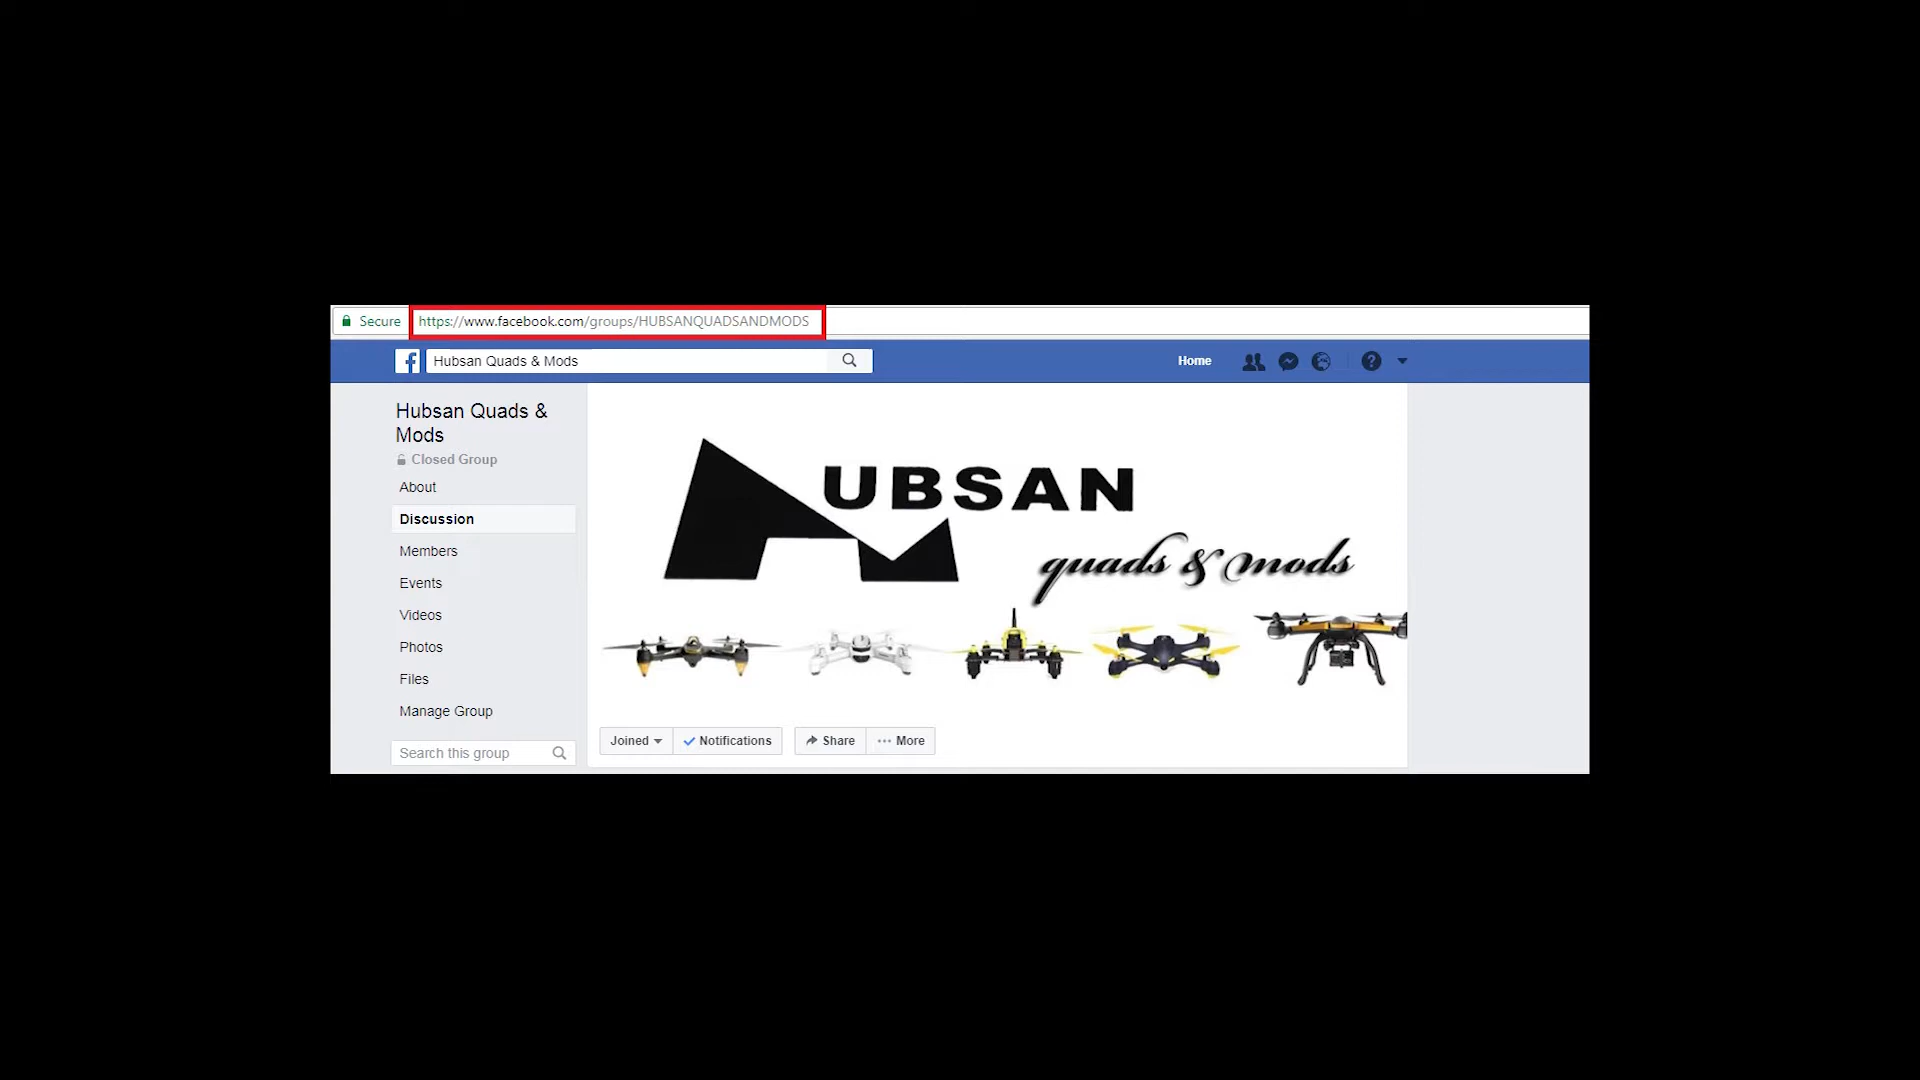 Secure https://www.facebook.com/groups/HUBSANQUADSANDMODS
Hubsan Quads & Mods
Home
Hubsan Quads &
Mods
Closed Group
About
Discussion
Members
Events
Videos
Photos
Files
Manage Group
Search this group
UBSAN
quads & mods
Joined
Notifications
Share
More